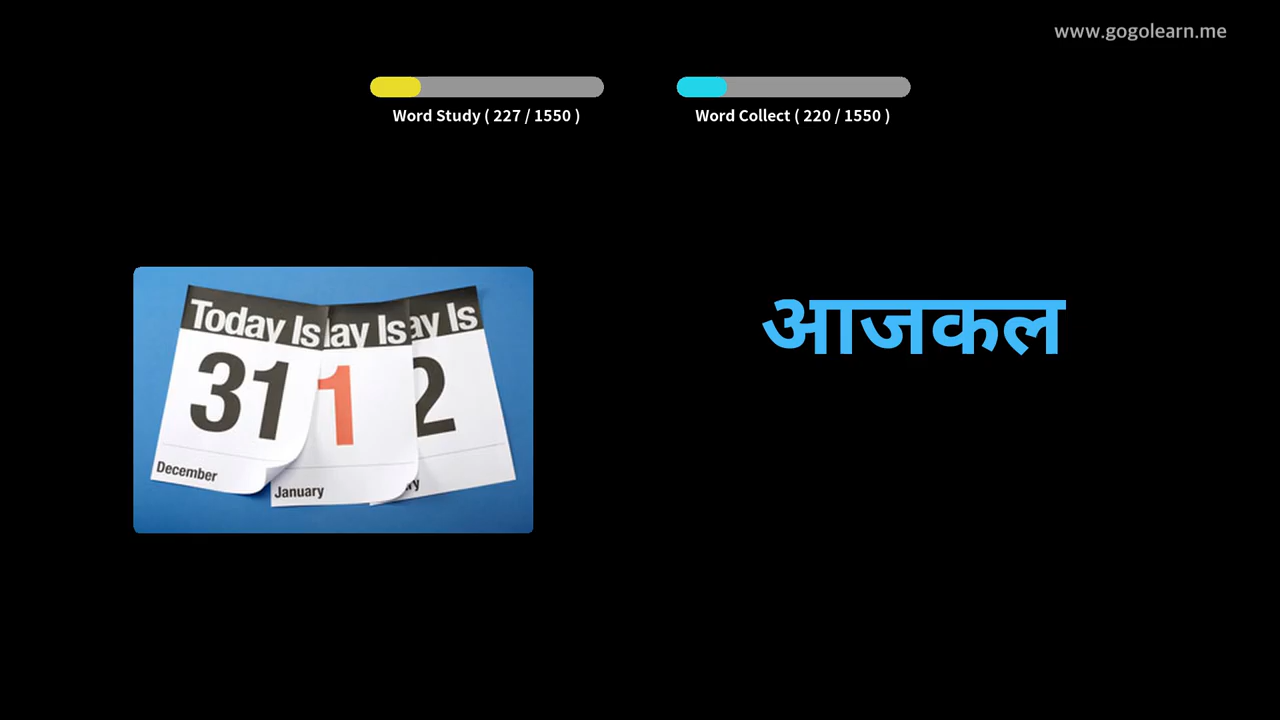 www.gogolearn.me
Word Study ( 227 / 1550 )
Word Collect ( 220 / 1550 )
आजकल
Today Is
31
December
day Is
1
January
ay Is
2
ry